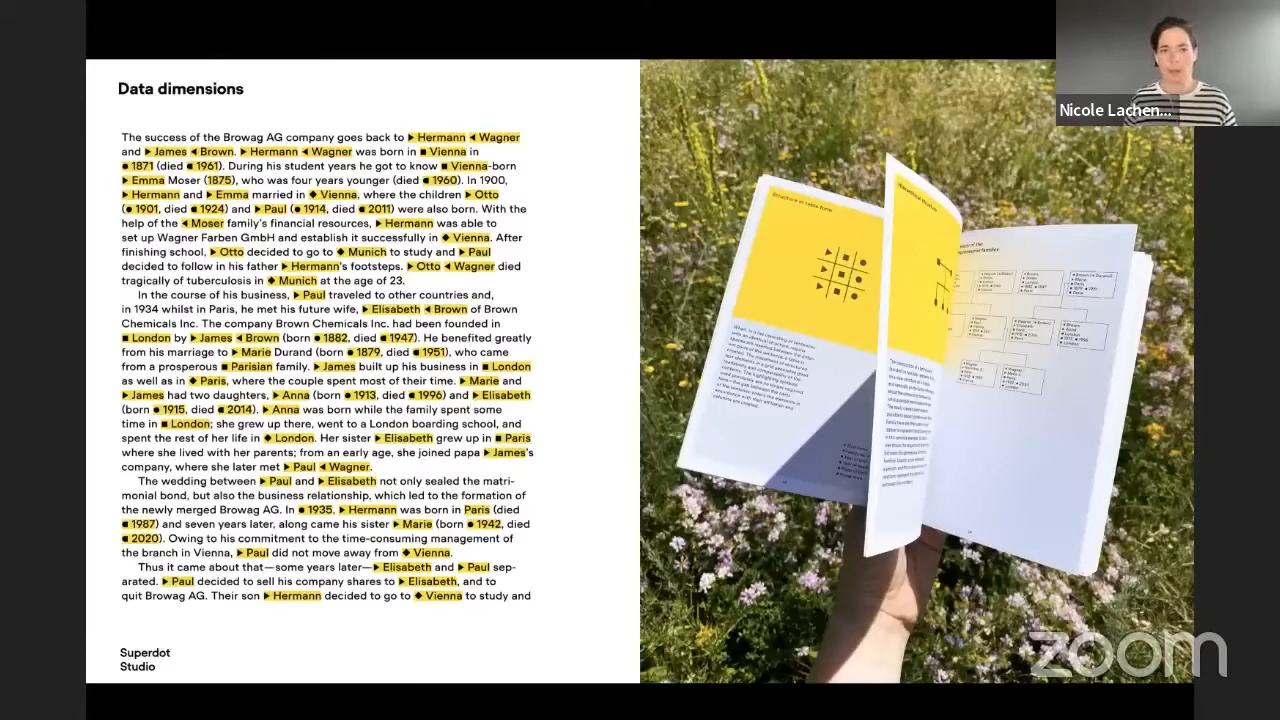 Data dimensions
The success of the Browag AG company goes back to ▶ Hermann ◀ Wagner
and ▶ James ◀ Brown. ▶ Hermann ◀ Wagner was born in ■ Vienna in
● 1871 (died ■ 1961). During his student years he got to know ■ Vienna-born
▶ Emma Moser (1875), who was four years younger (died ■ 1960). In 1900,
▶ Hermann and ▶ Emma married in ◆ Vienna, where the children ▶ Otto
(● 1901, died ■ 1924) and ▶ Paul (● 1914, died ■ 2011) were also born. With the
help of the ◀ Moser family's financial resources, ▶ Hermann was able to
set up Wagner Farben GmbH and establish it successfully in ◆ Vienna. After
finishing school, ▶ Otto decided to go to ◆ Munich to study and ▶ Paul
decided to follow in his father ▶ Hermann's footsteps. ▶ Otto ◀ Wagner died
tragically of tuberculosis in ◆ Munich at the age of 23.
In the course of his business, ▶ Paul traveled to other countries and,
in 1934 whilst in Paris, he met his future wife, ▶ Elisabeth ◀ Brown of Brown
Chemicals Inc. The company Brown Chemicals Inc. had been founded in
■ London by ▶ James ◀ Brown (born ● 1882, died ■ 1947). He benefited greatly
from his marriage to ▶ Marie Durand (born ● 1879, died ■ 1951), who came
from a prosperous ■ Parisian family. ▶ James built up his business in ■ London
as well as in ◆ Paris, where the couple spent most of their time. ▶ Marie and
▶ James had two daughters, ▶ Anna (born ● 1913, died ■ 1996) and ▶ Elisabeth
(born ● 1915, died ■ 2014). ▶ Anna was born while the family spent some
time in ■ London; she grew up there, went to a London boarding school, and
spent the rest of her life in ◆ London. Her sister ▶ Elisabeth grew up in ■ Paris
where she lived with her parents; from an early age, she joined papa ▶ James's
company, where she later met ▶ Paul ◀ Wagner.
The wedding between ▶ Paul and ▶ Elisabeth not only sealed the matri-
monial bond, but also the business relationship, which led to the formation of
the newly merged Browag AG. In ● 1935, ▶ Hermann was born in Paris (died
■ 1987) and seven years later, along came his sister ▶ Marie (born ● 1942, died
■ 2020). Owing to his commitment to the time-consuming management of
the branch in Vienna, ▶ Paul did not move away from ◆ Vienna.
Thus it came about that—some years later—▶ Elisabeth and ▶ Paul sep-
arated. ▶ Paul decided to sell his company shares to ▶ Elisabeth, and to
quit Browag AG. Their son ▶ Hermann decided to go to ◆ Vienna to study and
Superdot
Studio
Structure in table form
Nicole Lachen...
zoom